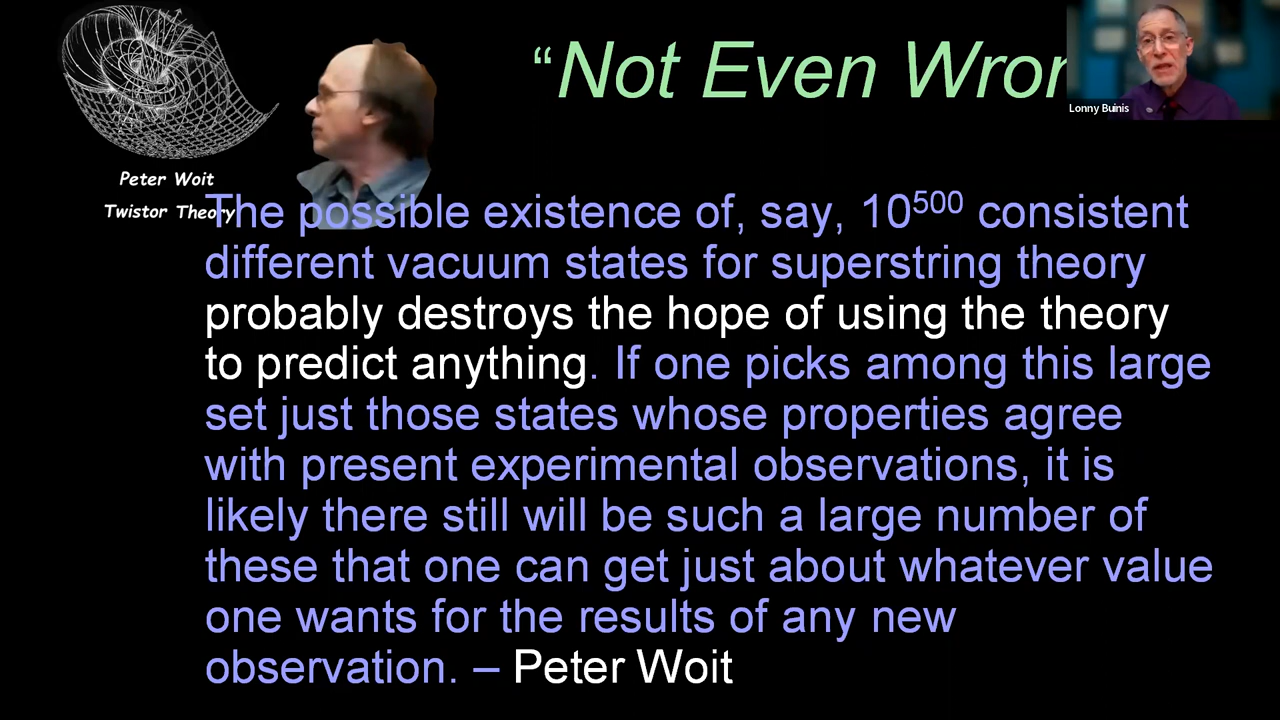 "Not Even Wron
Lonny Buinis
Peter Woit
Twistor Theory
The possible existence of, say, 10⁵⁰⁰ consistent
different vacuum states for superstring theory
probably destroys the hope of using the theory
to predict anything. If one picks among this large
set just those states whose properties agree
with present experimental observations, it is
likely there still will be such a large number of
these that one can get just about whatever value
one wants for the results of any new
observation. – Peter Woit